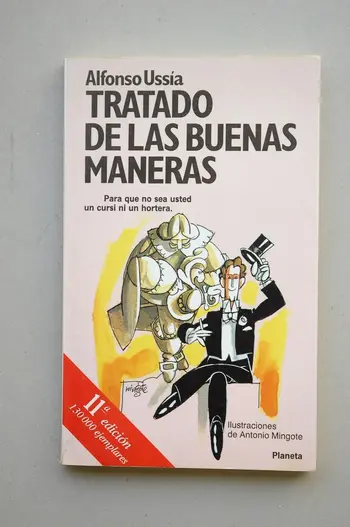 Alfonso Ussía
TRATADO
DE LAS BUENAS
MANERAS
Para que no sea usted
un cursi ni un hortera.
mingote
11ª
edición
130.000 ejemplares
Ilustraciones
de Antonio Mingote
Planeta